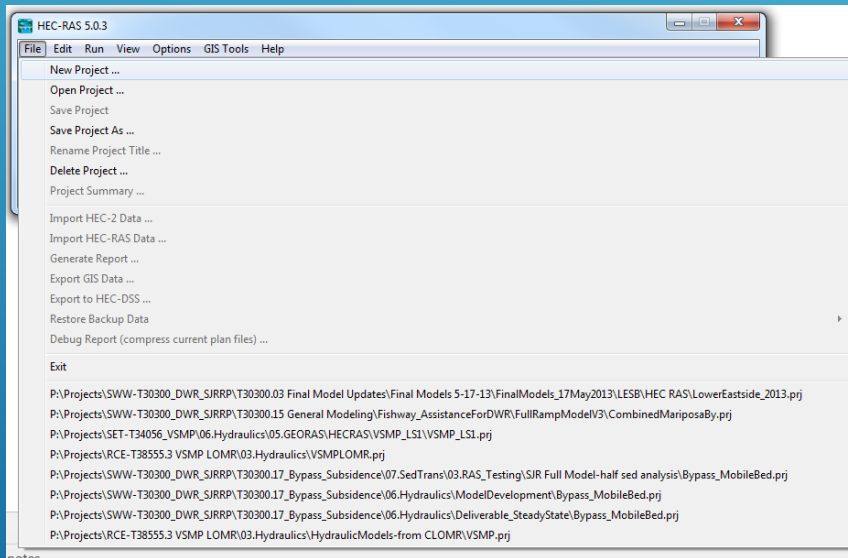 HEC-RAS 5.0.3
File Edit Run View Options GIS Tools Help
New Project ...
Open Project ...
Save Project
Save Project As ...
Rename Project Title ...
Delete Project ...
Project Summary ...
Import HEC-2 Data ...
Import HEC-RAS Data ...
Generate Report ...
Export GIS Data ...
Export to HEC-DSS ...
Restore Backup Data
Debug Report (compress current plan files) ...
Exit
P:\Projects\SWW-T30300_DWR_SJRRP\T30300.03 Final Model Updates\Final Models 5-17-13\FinalModels_17May2013\LESB\HEC RAS\LowerEastside_2013.prj
P:\Projects\SWW-T30300_DWR_SJRRP\T30300.15 General Modeling\Fishway_AssistanceForDWR\FullRampModelV3\CombinedMariposaBy.prj
P:\Projects\SET-T34056_VSMP\06.Hydraulics\05.GEORAS\HECRAS\VSMP_LS1\VSMP_LS1.prj
P:\Projects\RCE-T38555.3 VSMP LOMR\03.Hydraulics\VSMPLOMR.prj
P:\Projects\SWW-T30300_DWR_SJRRP\T30300.17_Bypass_Subsidence\07.SedTrans\03.RAS_Testing\SJR Full Model-half sed analysis\Bypass_MobileBed.prj
P:\Projects\SWW-T30300_DWR_SJRRP\T30300.17_Bypass_Subsidence\06.Hydraulics\ModelDevelopment\Bypass_MobileBed.prj
P:\Projects\SWW-T30300_DWR_SJRRP\T30300.17_Bypass_Subsidence\06.Hydraulics\Deliverable_SteadyState\Bypass_MobileBed.prj
P:\Projects\RCE-T38555.3 VSMP LOMR\03.Hydraulics\HydraulicModels-from CLOMR\VSMP.prj